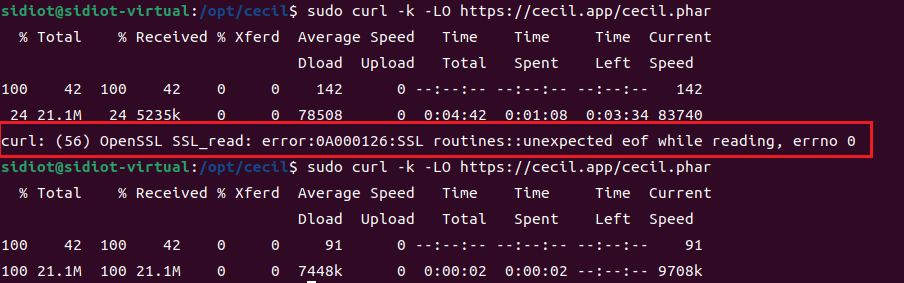 sidiot@sidiot-virtual:/opt/cecil$ sudo curl -k -LO https://cecil.app/cecil.phar
% Total % Received % Xferd Average Speed Time Time Time Current
Dload Upload Total Spent Left Speed
100 42 100 42 0 0 142 0 --:--:-- --:--:-- --:--:-- 142
24 21.1M 24 5235k 0 0 78508 0 0:04:42 0:01:08 0:03:34 83740
curl: (56) OpenSSL SSL_read: error:0A000126:SSL routines::unexpected eof while reading, errno 0
sidiot@sidiot-virtual:/opt/cecil$ sudo curl -k -LO https://cecil.app/cecil.phar
% Total % Received % Xferd Average Speed Time Time Time Current
Dload Upload Total Spent Left Speed
100 42 100 42 0 0 91 0 --:--:-- --:--:-- --:--:-- 91
100 21.1M 100 21.1M 0 0 7448k 0 0:00:02 0:00:02 --:--:-- 9708k